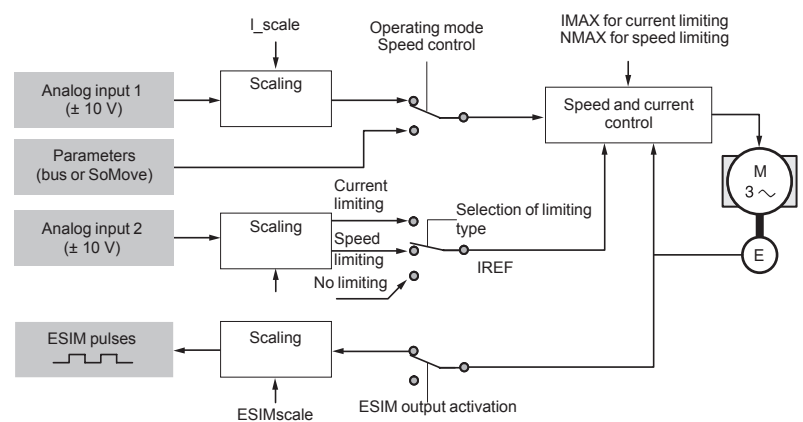 I_scale
Operating mode
Speed control
IMAX for current limiting
NMAX for speed limiting
Analog input 1
(± 10 V)
Scaling
Speed and current
control
Parameters
(bus or SoMove)
M
3 ~
Current
limiting
Analog input 2
(± 10 V)
Scaling
Speed
limiting
Selection of limiting
type
No limiting
IREF
E
ESIM pulses
Scaling
ESIMscale
ESIM output activation